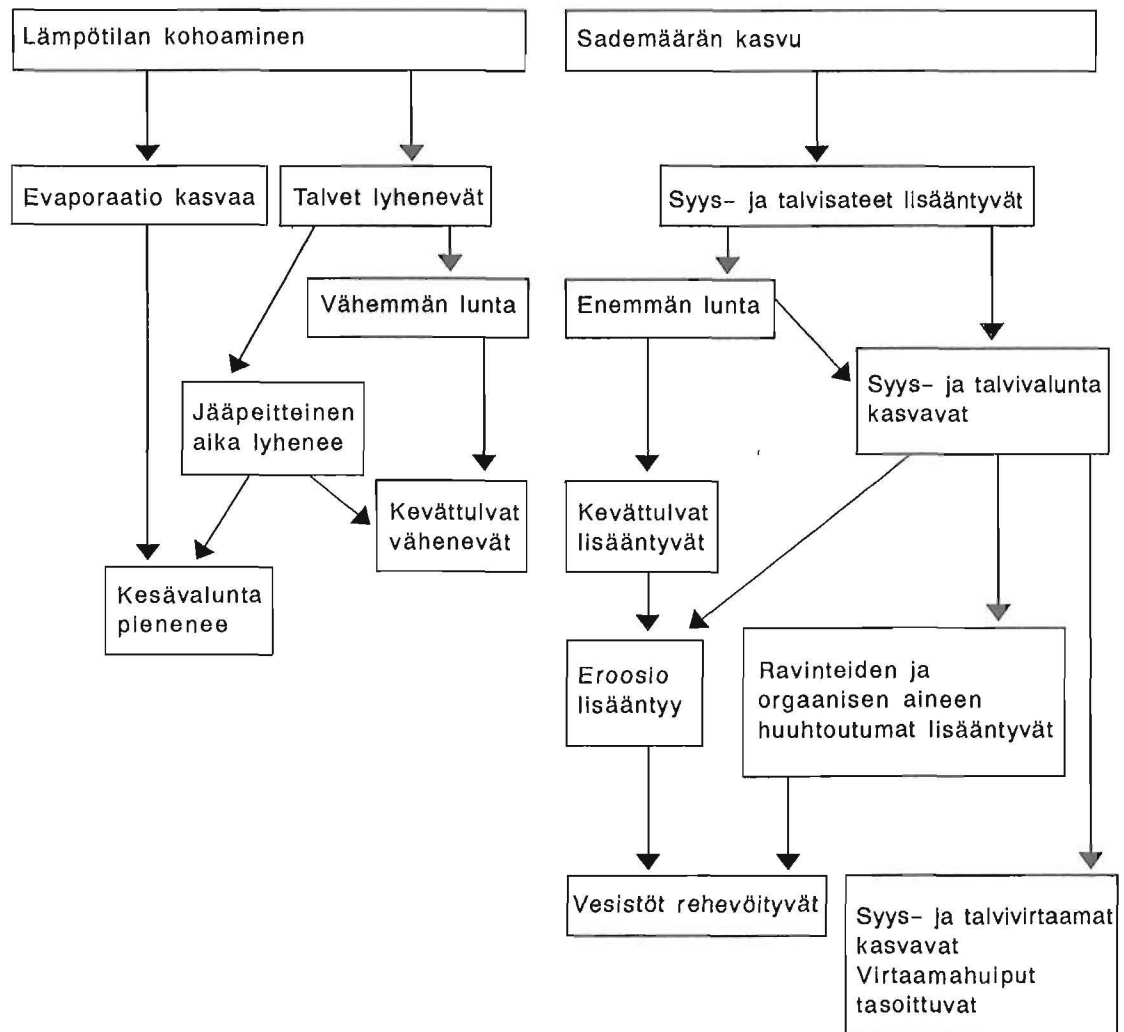 Lämpötilan kohoaminen
Sademäärän kasvu
Evaporaatio kasvaa
Talvet lyhenevät
Syys- ja talvisateet lisääntyvät
Vähemmän lunta
Enemmän lunta
Jääpeitteinen
aika lyhenee
Syys- ja talvivalunta
kasvavat
Kevättulvat
vähenevät
Kevättulvat
lisääntyvät
Kesävalunta
pienenee
Eroosio
lisääntyy
Ravinteiden ja
orgaanisen aineen
huuhtoutumat lisääntyvät
Vesistöt rehevöityvät
Syys- ja talvivirtaamat
kasvavat
Virtaamahuiput
tasoittuvat